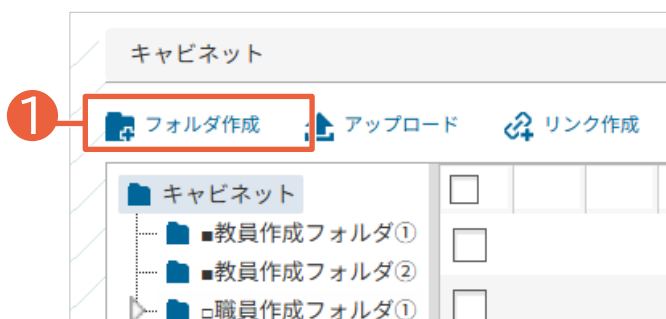 キャビネット
1 フォルダ作成 アップロード リンク作成
キャビネット
■教員作成フォルダ①
■教員作成フォルダ②
□職員作成フォルダ①